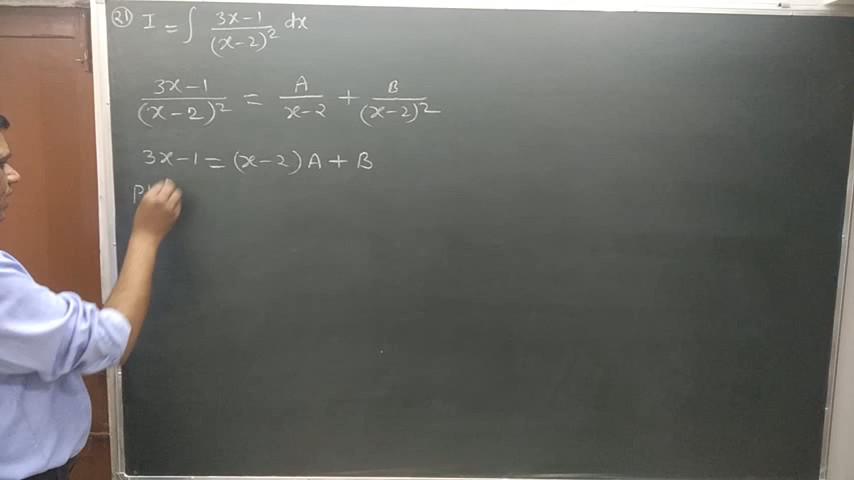 21 I = ∫ 3x-1/(x-2)² dx
3x-1/(x-2)² = A/x-2 + B/(x-2)²
3x-1 = (x-2)A + B